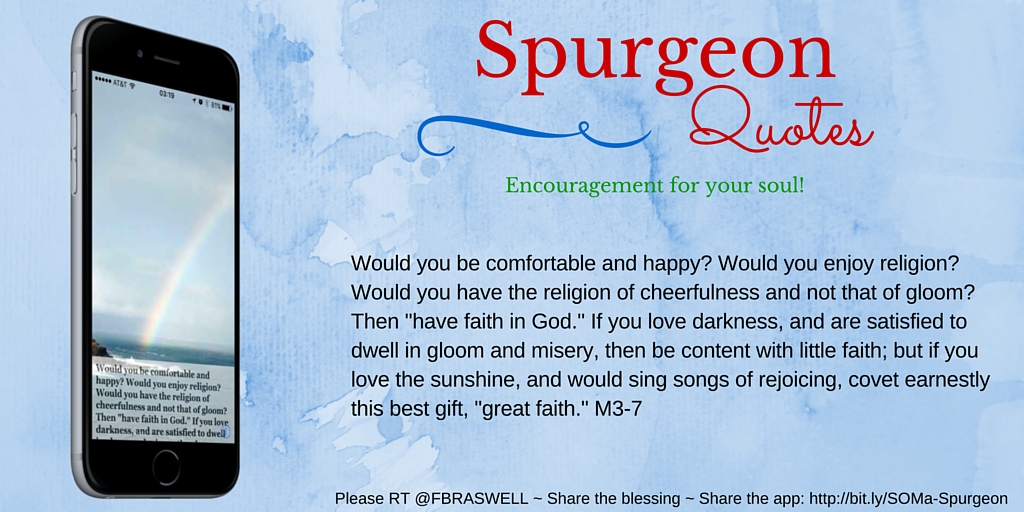 Spurgeon
Quotes
Encouragement for your soul!
AT&T
03:19
81%
Would you be comfortable and
happy? Would you enjoy religion?
Would you have the religion of
cheerfulness and not that of gloom?
Then "have faith in God." If you love
darkness, and are satisfied to dwell
Would you be comfortable and happy? Would you enjoy religion?
Would you have the religion of cheerfulness and not that of gloom?
Then "have faith in God." If you love darkness, and are satisfied to
dwell in gloom and misery, then be content with little faith; but if you
love the sunshine, and would sing songs of rejoicing, covet earnestly
this best gift, "great faith." M3-7
Please RT @FBRASWELL ~ Share the blessing ~ Share the app: http://bit.ly/SOMa-Spurgeon